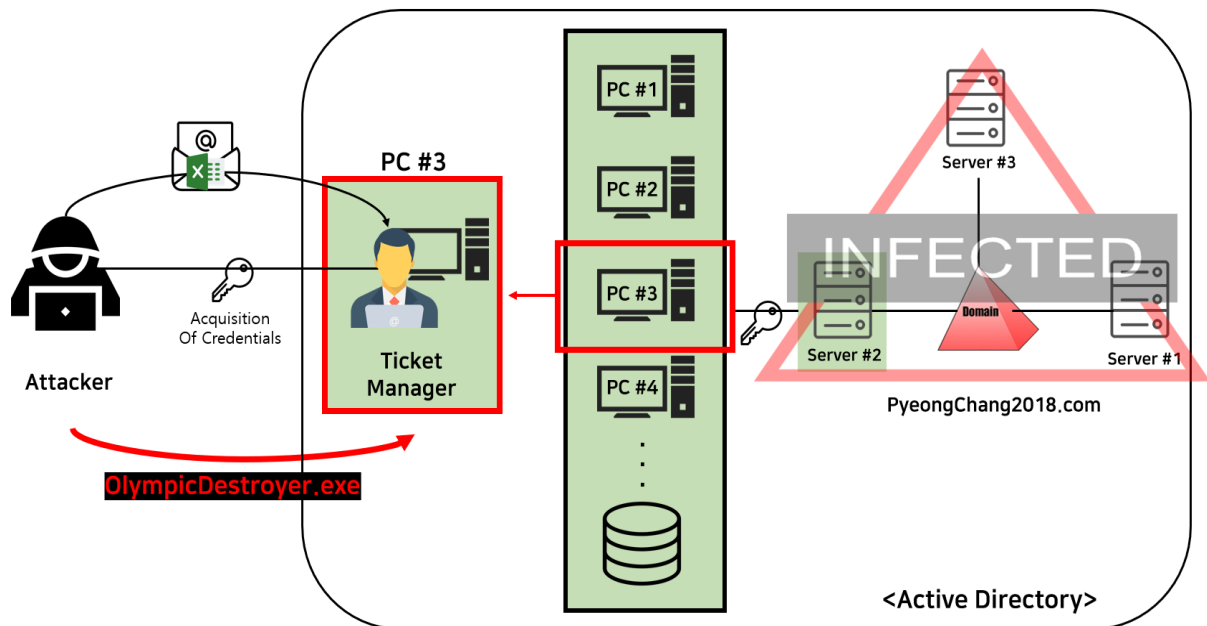 PC #3
Acquisition
Of Credentials
Attacker
Ticket
Manager
OlympicDestroyer.exe
PC #1
PC #2
PC #3
PC #4
Server #3
INFECTED
Domain
Server #2
Server #1
PyeongChang2018.com
<Active Directory>
@
X
@